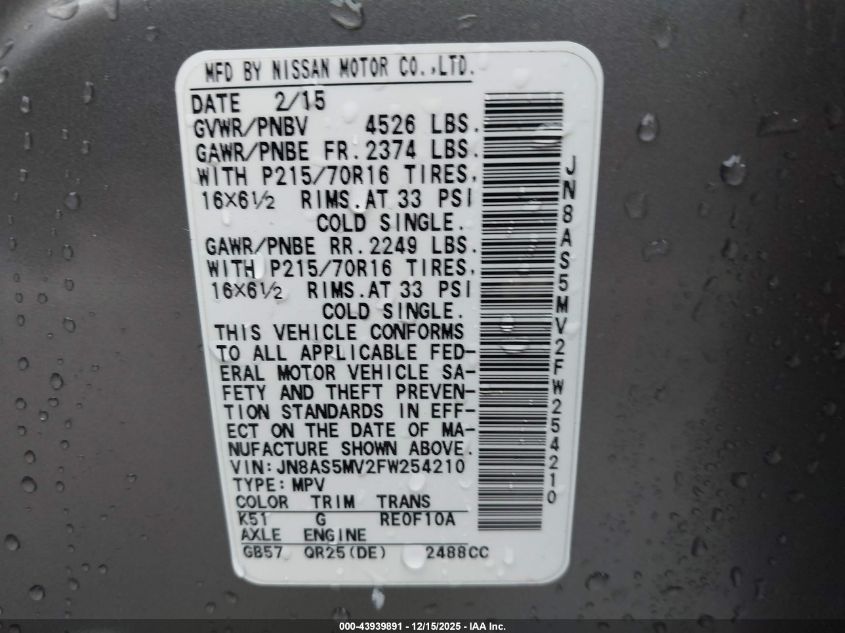 MFD BY NISSAN MOTOR CO.,LTD.
DATE 2/15
GVWR/PNBV 4526 LBS.
GAWR/PNBE FR.2374 LBS.
WITH P215/70R16 TIRES,
16×6½ RIMS.AT 33 PSI
COLD SINGLE.
GAWR/PNBE RR.2249 LBS.
WITH P215/70R16 TIRES,
16×6½ RIMS.AT 33 PSI
COLD SINGLE.
THIS VEHICLE CONFORMS
TO ALL APPLICABLE FED-
ERAL MOTOR VEHICLE SA-
FETY AND THEFT PREVEN-
TION STANDARDS IN EFF-
ECT ON THE DATE OF MA-
NUFACTURE SHOWN ABOVE.
VIN:JN8AS5MV2FW254210
TYPE:MPV
COLOR TRIM TRANS
K51 G RE0F10A
AXLE ENGINE
GB57 QR25(DE) 2488CC
JN8AS5MV2FW254210
000-43939891 - 12/15/2025 - IAA Inc.